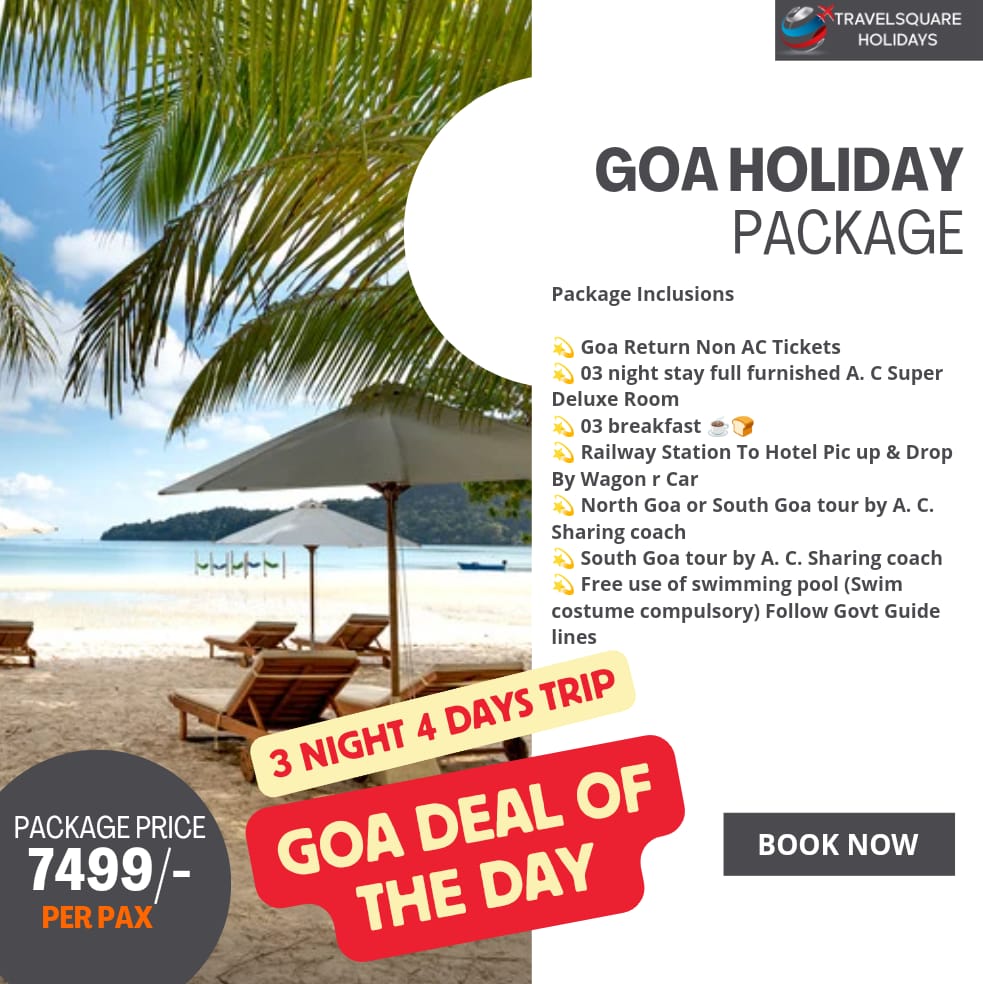 TRAVELSQUARE
HOLIDAYS
GOA HOLIDAY
PACKAGE
Package Inclusions
💫 Goa Return Non AC Tickets
💫 03 night stay full furnished A. C Super
Deluxe Room
💫 03 breakfast ☕🍞
💫 Railway Station To Hotel Pic up & Drop
By Wagon r Car
💫 North Goa or South Goa tour by A. C.
Sharing coach
💫 South Goa tour by A. C. Sharing coach
💫 Free use of swimming pool (Swim
costume compulsory) Follow Govt Guide
lines
3 NIGHT 4 DAYS TRIP
GOA DEAL OF
THE DAY
PACKAGE PRICE
7499/-
PER PAX
BOOK NOW